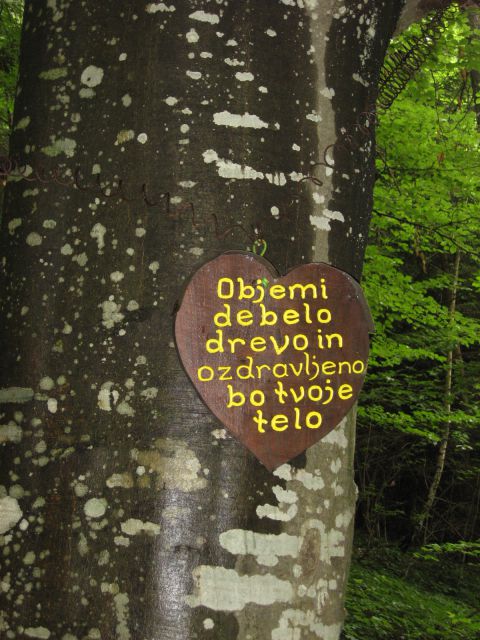 Objemi
debelo
drevo in
ozdravljeno
bo tvoje
telo